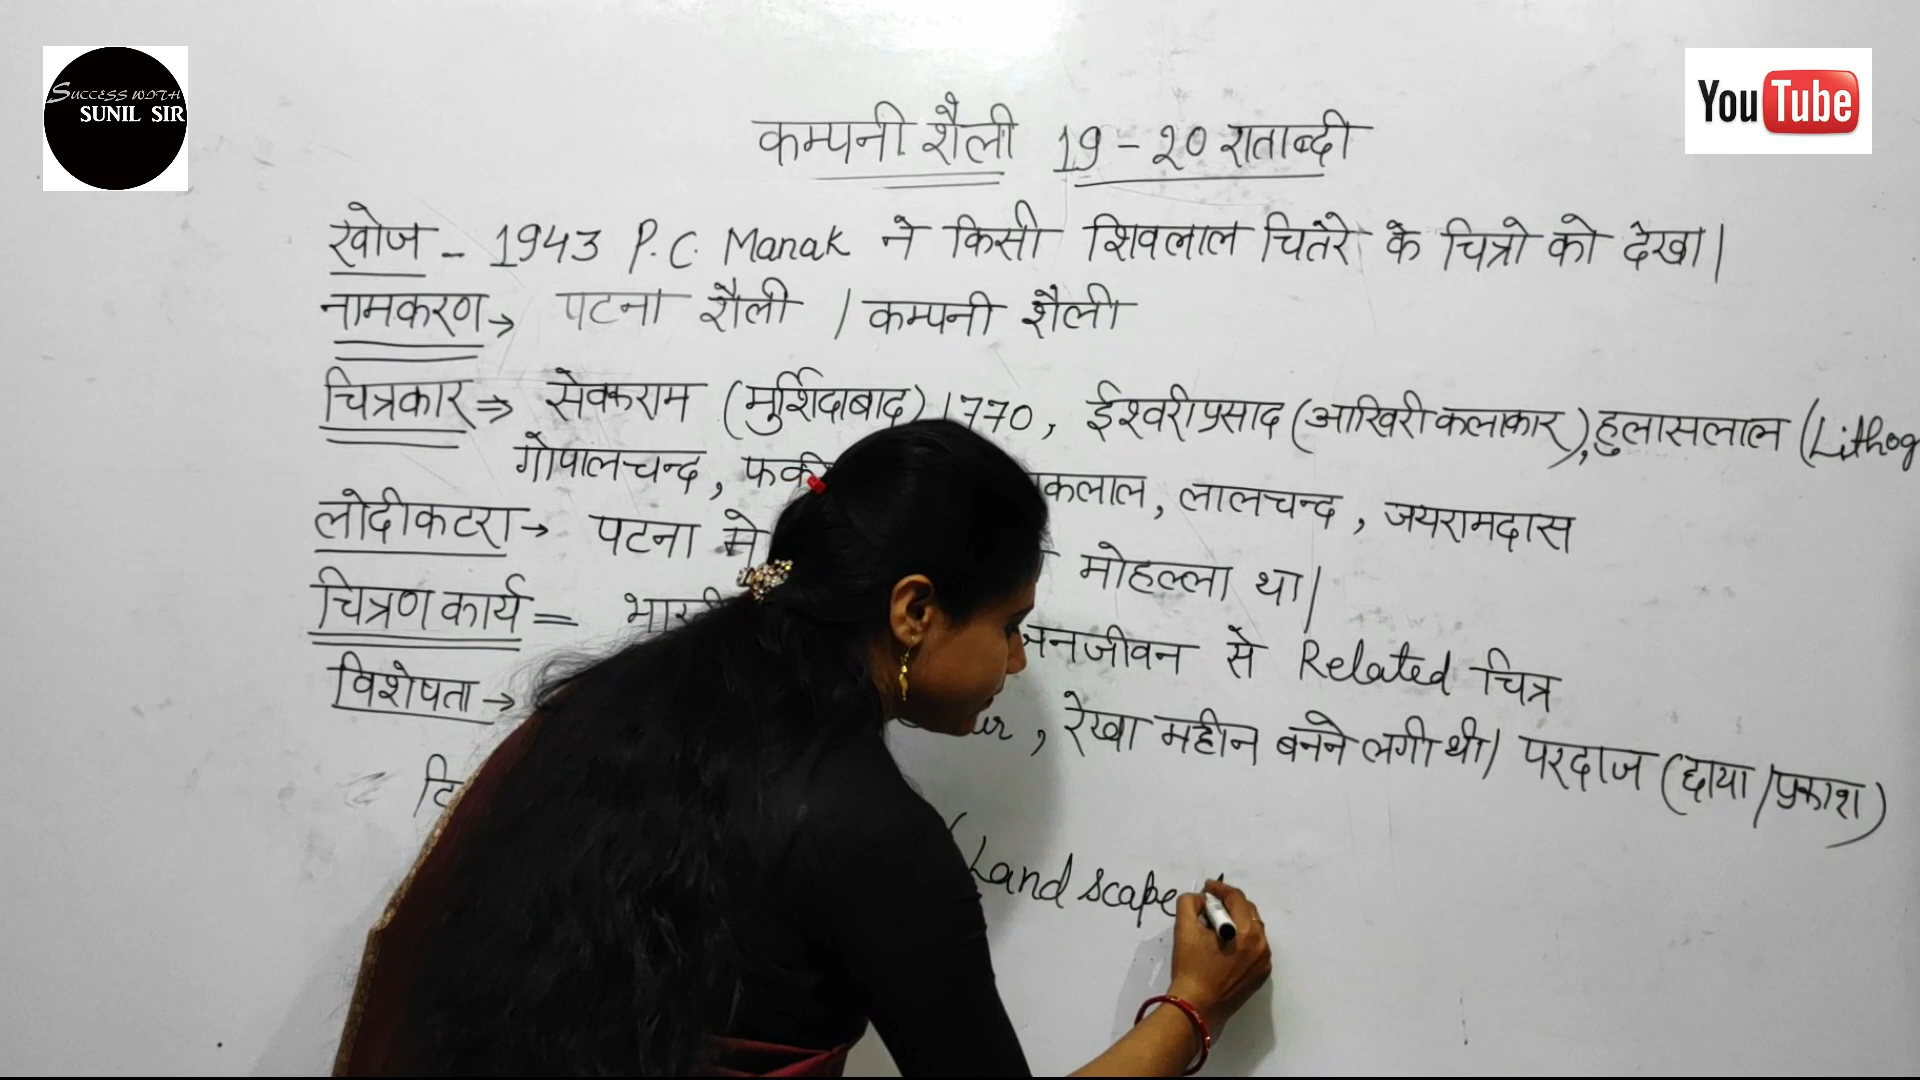 SUCCESS WITH
SUNIL SIR
YouTube
कम्पनी शैली 19-20 शताब्दी
खोज - 1943 P.C. Manak ने किसी शिवलाल चितेरे के चित्रो को देखा।
नामकरण → पटना शैली / कम्पनी शैली
चित्रकार ⇒ सेवकराम (मुर्शिदाबाद) 1770, ईश्वरीप्रसाद (आखिरी कलाकार), हुलासलाल (Lithog
गोपालचन्द, लालचन्द, जयरामदास
लोदीकटरा → पटना मे मोहल्ला था।
चित्रण कार्य = जनजीवन से Related चित्र
विशेषता → , रेखा महीन बनने लगी थी। परदाज (छाया/प्रकाश)
(Landscape